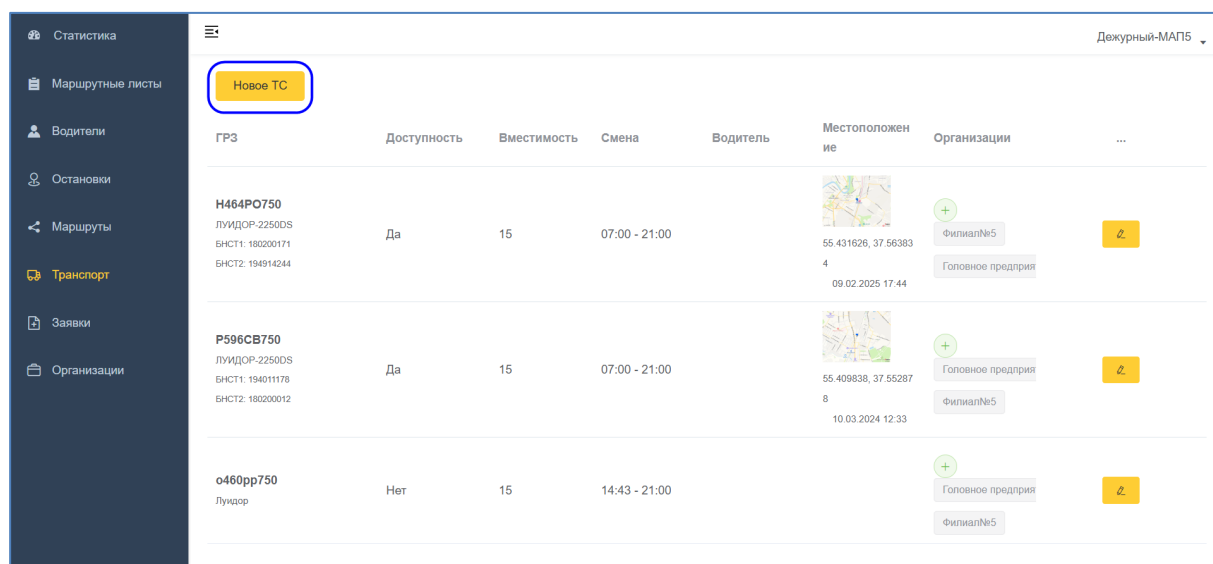 Статистика
Маршрутные листы
Водители
Остановки
Маршруты
Транспорт
Заявки
Организации
Дежурный-МАП5
Новое ТС
ГРЗ
Доступность
Вместимость
Смена
Водитель
Местоположен
ие
Организации
...
Н464РО750
ЛУИДОР-2250DS
БНСТ1: 180200171
БНСТ2: 194914244
Да
15
07:00 - 21:00
55.431626, 37.56383
4
09.02.2025 17:44
Филиал№5
Головное предприят
Р596СВ750
ЛУИДОР-2250DS
БНСТ1: 194011178
БНСТ2: 180200012
Да
15
07:00 - 21:00
55.409838, 37.55287
8
10.03.2024 12:33
Головное предприят
Филиал№5
о460рр750
Луидор
Нет
15
14:43 - 21:00
Головное предприят
Филиал№5